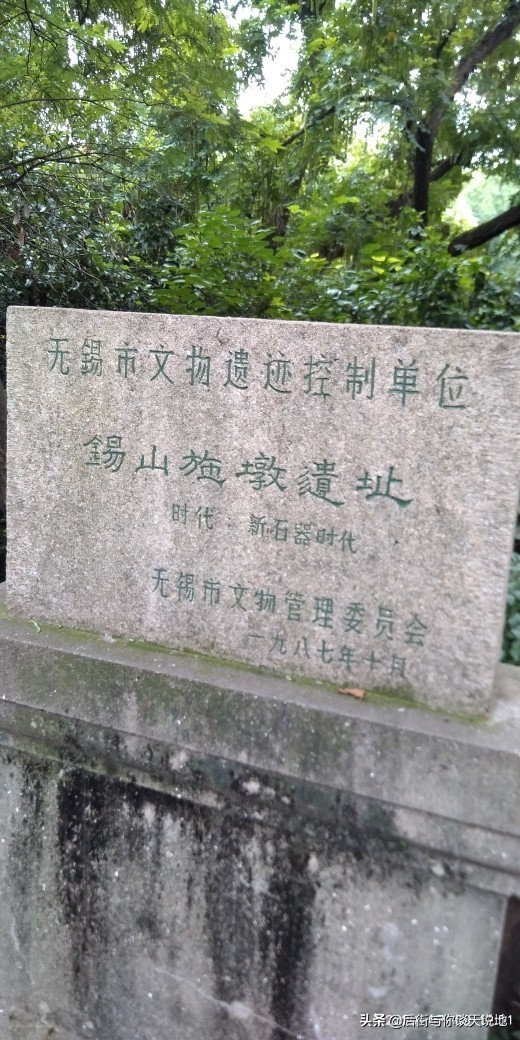 无錫市文物遗迹控制单位
錫山施墩遺址
时代：新石器时代
无锡市文物管理委员会
一九八七年十月
头条@后街与你谈天说地